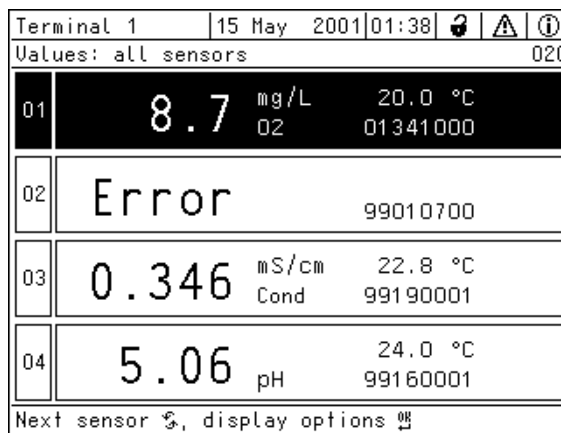 Terminal 1 15 May 2001 01:38
Values: all sensors 020
01 8.7 mg/L 20.0 °C
O2 01341000
02 Error 99010700
03 0.346 mS/cm 22.8 °C
Cond 99190001
04 5.06 24.0 °C
pH 99160001
Next sensor, display options OK